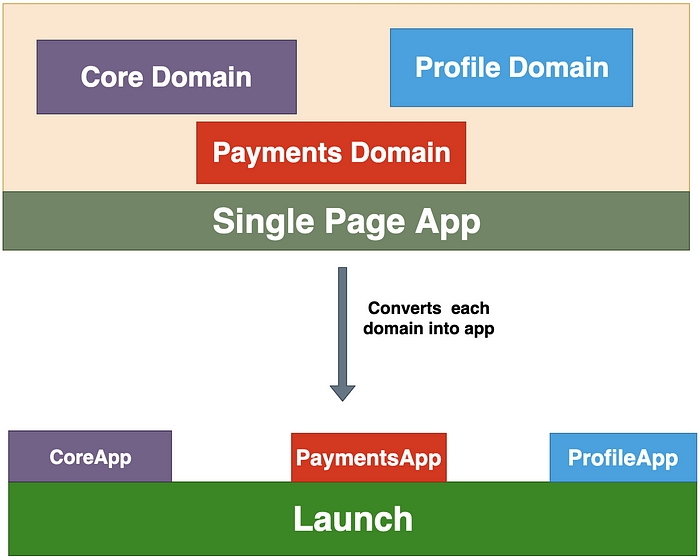 Core Domain
Profile Domain
Payments Domain
Single Page App
Converts each
domain into app
CoreApp
PaymentsApp
ProfileApp
Launch